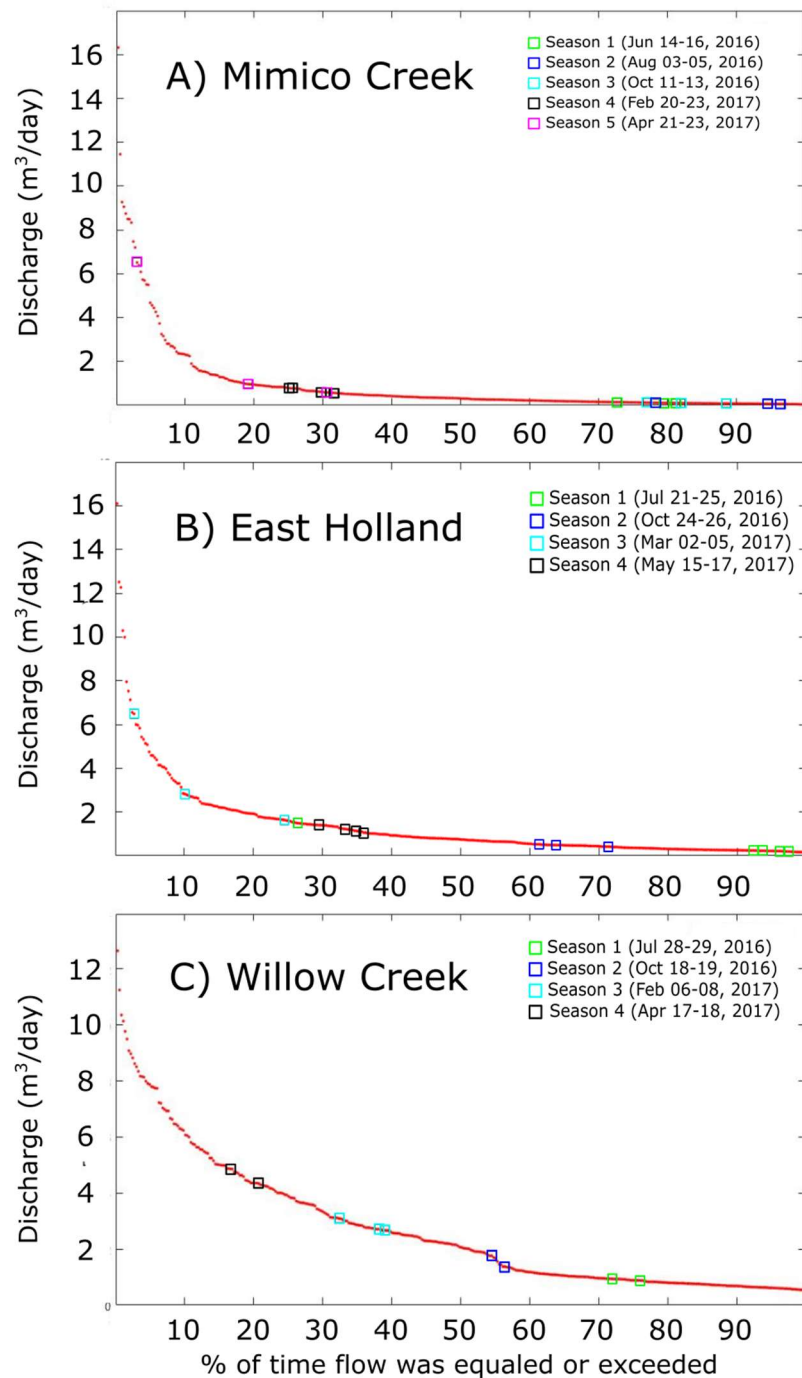 A) Mimico Creek
Season 1 (Jun 14-16, 2016)
Season 2 (Aug 03-05, 2016)
Season 3 (Oct 11-13, 2016)
Season 4 (Feb 20-23, 2017)
Season 5 (Apr 21-23, 2017)
Discharge (m³/day)
16
14
12
10
8
6
4
2
10 20 30 40 50 60 70 80 90
B) East Holland
Season 1 (Jul 21-25, 2016)
Season 2 (Oct 24-26, 2016)
Season 3 (Mar 02-05, 2017)
Season 4 (May 15-17, 2017)
Discharge (m³/day)
16
14
12
10
8
6
4
2
10 20 30 40 50 60 70 80 90
C) Willow Creek
Season 1 (Jul 28-29, 2016)
Season 2 (Oct 18-19, 2016)
Season 3 (Feb 06-08, 2017)
Season 4 (Apr 17-18, 2017)
Discharge (m³/day)
12
10
8
6
4
2
0
10 20 30 40 50 60 70 80 90
% of time flow was equaled or exceeded